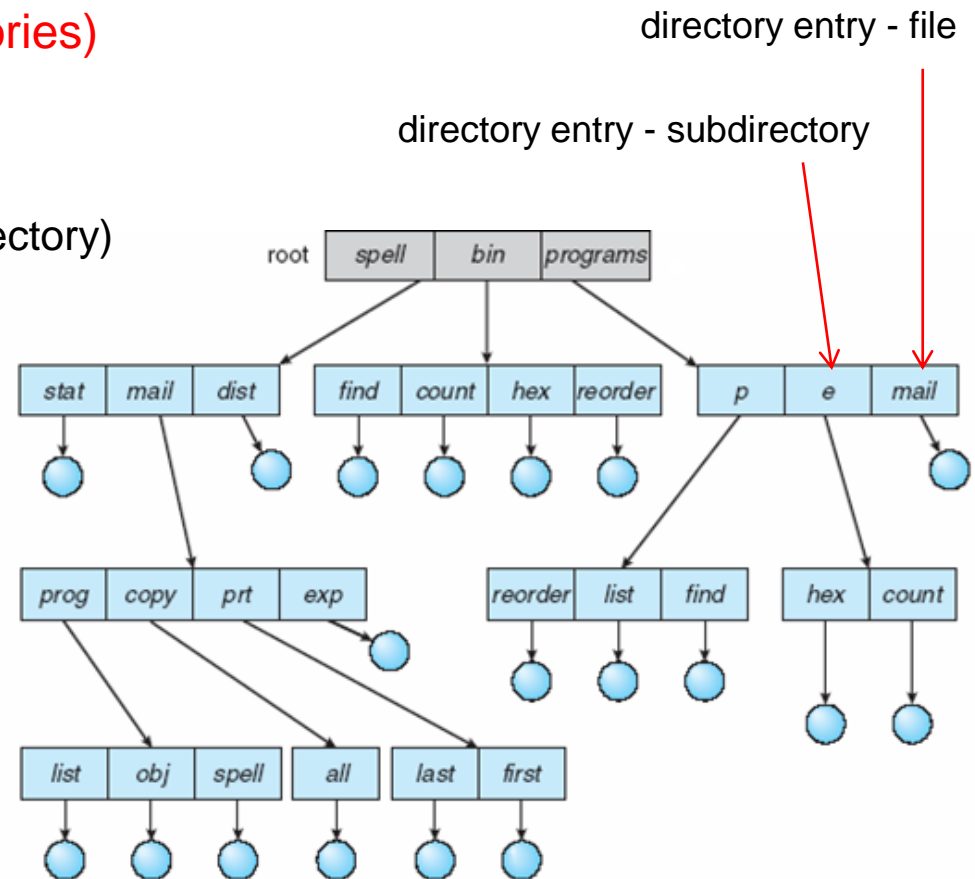 ories)
directory entry - file
directory entry - subdirectory
ectory)
root spell bin programs
stat mail dist find count hex reorder p e mail
prog copy prt exp reorder list find hex count
list obj spell all last first